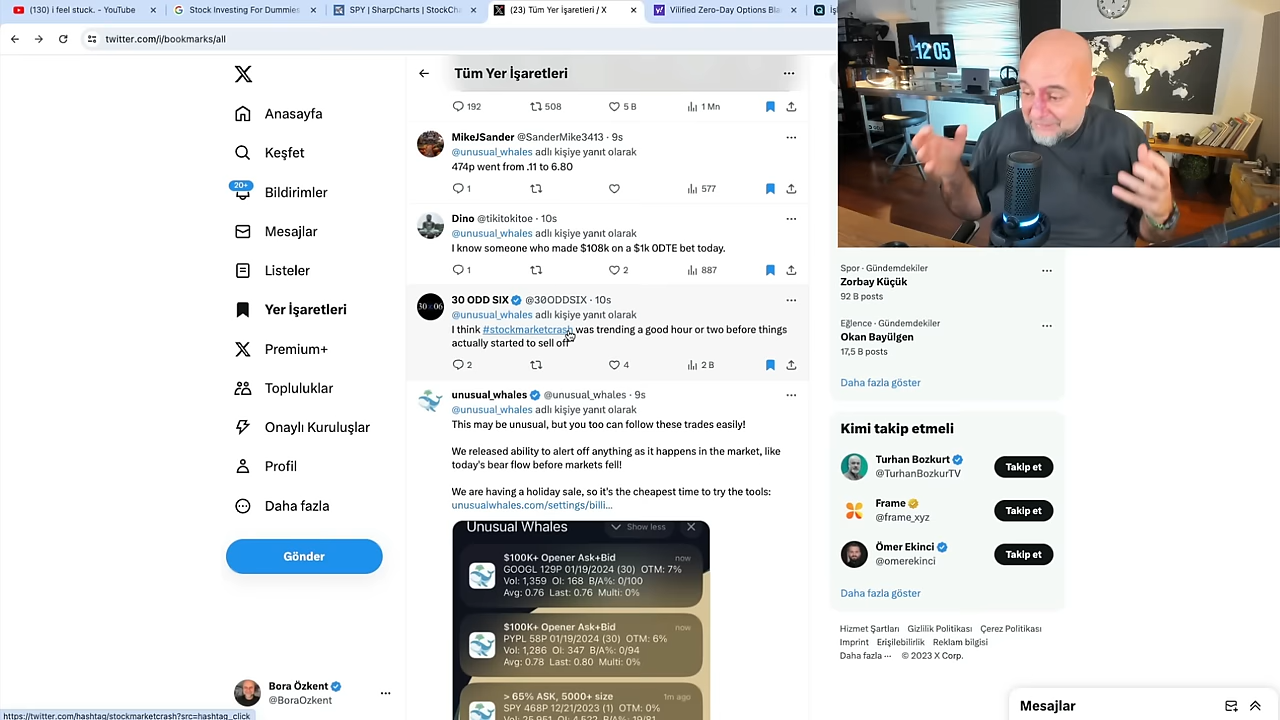 (130) i feel stuck. - YouTube
Stock Investing For Dummies
SPY | SharpCharts | StockCh
(23) Tüm Yer İşaretleri / X
Vilified Zero-Day Options Bla
twitter.com
okmarks/all
12:05
Tüm Yer İşaretleri
192
508
5 B
1 Mn
Anasayfa
Keşfet
20+
Bildirimler
Mesajlar
Listeler
Yer İşaretleri
Premium+
Topluluklar
Onaylı Kuruluşlar
Profil
Daha fazla
Gönder
Bora Özkent
@BoraOzkent
https://twitter.com/hashtag/stockmarketcrash?src=hashtag_click
MikeJSander @SanderMike3413 · 9s
@unusual_whales adlı kişiye yanıt olarak
474p went from .11 to 6.80
1
577
Dino @tikitokitoe · 10s
@unusual_whales adlı kişiye yanıt olarak
I know someone who made $108k on a $1k 0DTE bet today.
1
2
887
30 ODD SIX @30ODDSIX · 10s
@unusual_whales adlı kişiye yanıt olarak
I think #stockmarketcrash was trending a good hour or two before things
actually started to sell off
2
4
2 B
unusual_whales @unusual_whales · 9s
@unusual_whales adlı kişiye yanıt olarak
This may be unusual, but you too can follow these trades easily!
We released ability to alert off anything as it happens in the market, like
today's bear flow before markets fell!
We are having a holiday sale, so it's the cheapest time to try the tools:
unusualwhales.com/settings/billi...
Unusual Whales
Show less
$100K+ Opener Ask+Bid
now
GOOGL 129P 01/19/2024 (30) OTM: 7%
Vol: 1,359 OI: 168 B/A%: 0/100
Avg: 0.76 Last: 0.76 Multi: 0%
$100K+ Opener Ask+Bid
now
PYPL 58P 01/19/2024 (30) OTM: 6%
Vol: 1,286 OI: 347 B/A%: 0/94
Avg: 0.78 Last: 0.80 Multi: 0%
> 65% ASK, 5000+ size
1m ago
SPY 468P 12/21/2023 (1) OTM: 0%
Vol: 25,951 OI: 4,522 B/A%: 19/81
Spor · Gündemdekiler
Zorbay Küçük
92 B posts
Eğlence · Gündemdekiler
Okan Bayülgen
17,5 B posts
Daha fazla göster
Kimi takip etmeli
Turhan Bozkurt
@TurhanBozkurtTV
Takip et
Frame
@frame_xyz
Takip et
Ömer Ekinci
@omerekinci
Takip et
Daha fazla göster
Hizmet Şartları Gizlilik Politikası Çerez Politikası
Imprint Erişilebilirlik Reklam bilgisi
Daha fazla ··· © 2023 X Corp.
Mesajlar